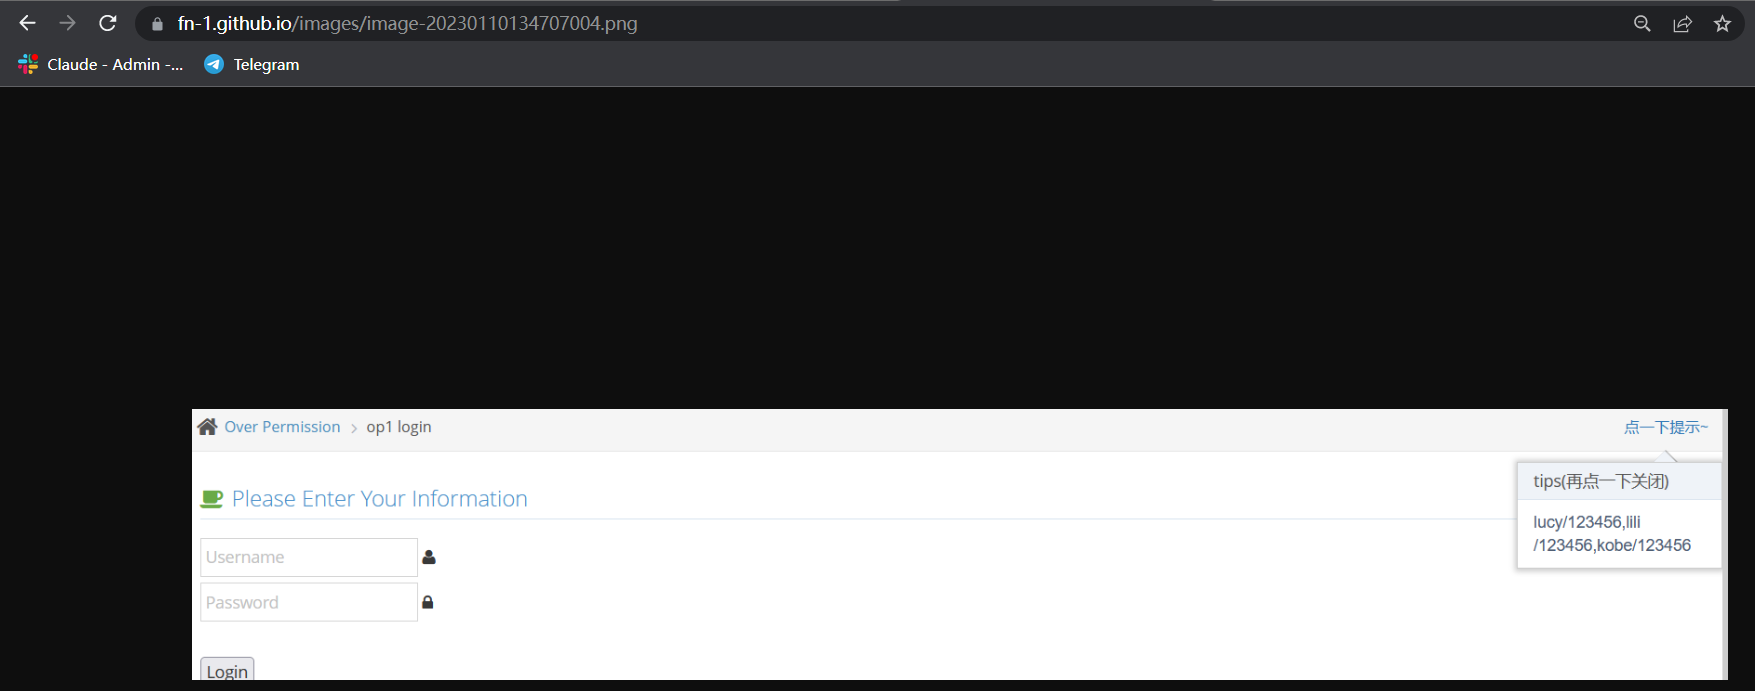 fn-1.github.io/images/image-20230110134707004.png
Claude - Admin -...
Telegram
Over Permission > op1 login
点一下提示~
tips(再点一下关闭)
lucy/123456,lili
/123456,kobe/123456
Please Enter Your Information
Username
Password
Login